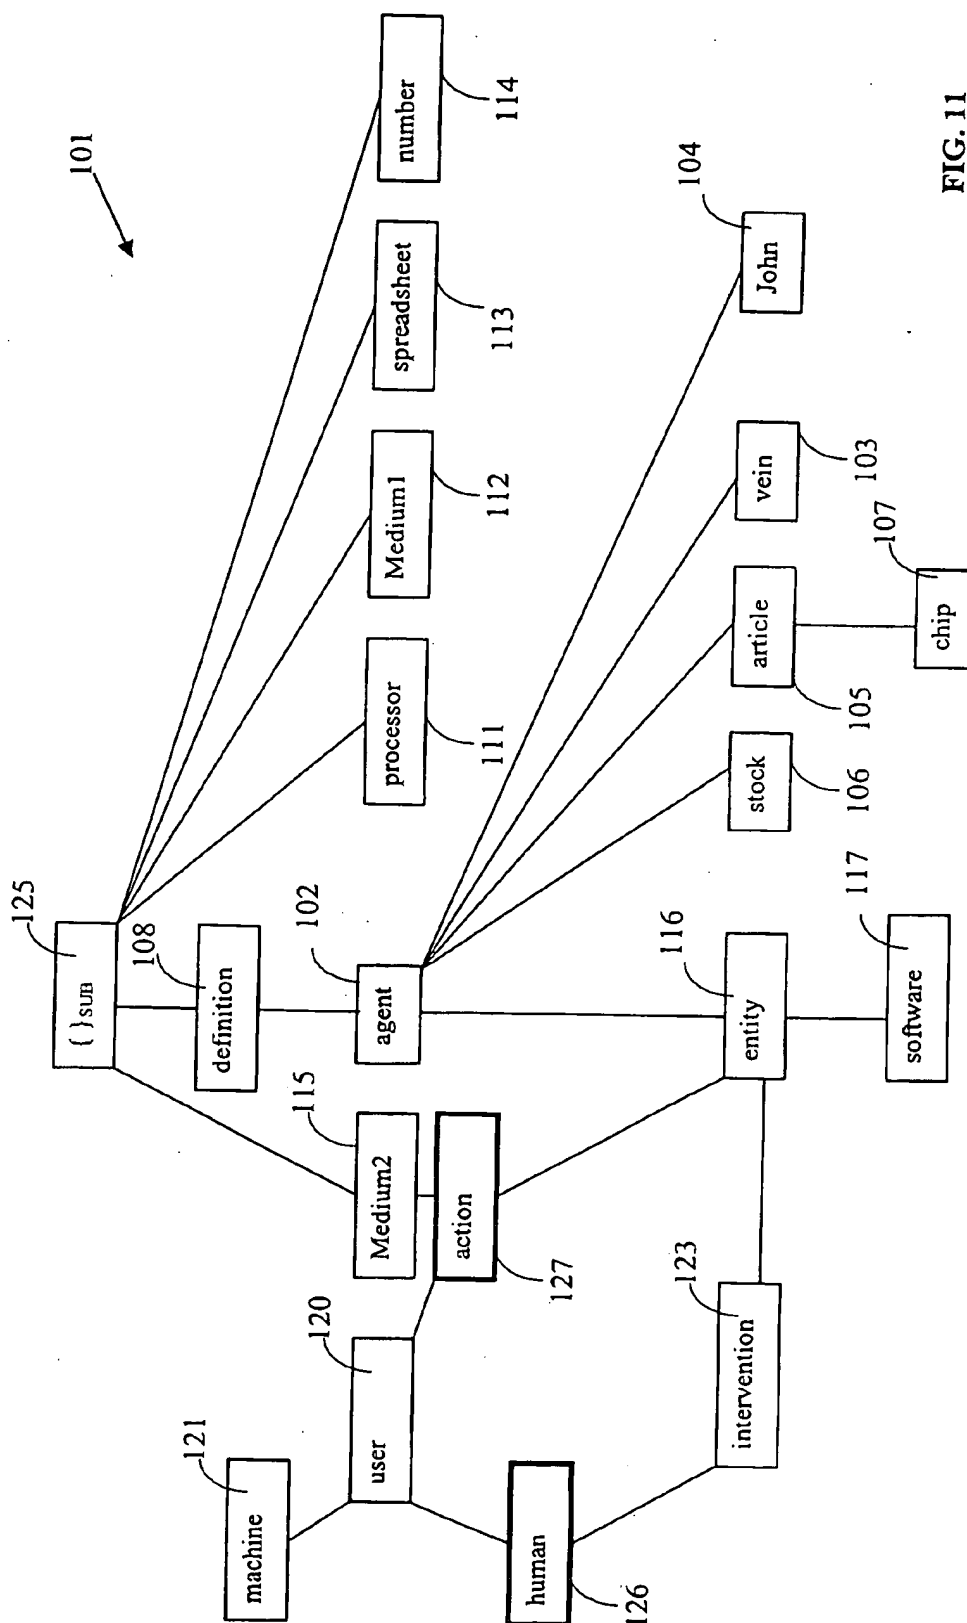 101
125
{ }SUB
108
definition
121
machine
120
user
115
Medium2
102
agent
processor
111
Medium1
112
spreadsheet
113
number
114
action
127
human
126
123
intervention
116
entity
106
stock
105
article
vein
103
104
John
software
117
107
chip
FIG. 11